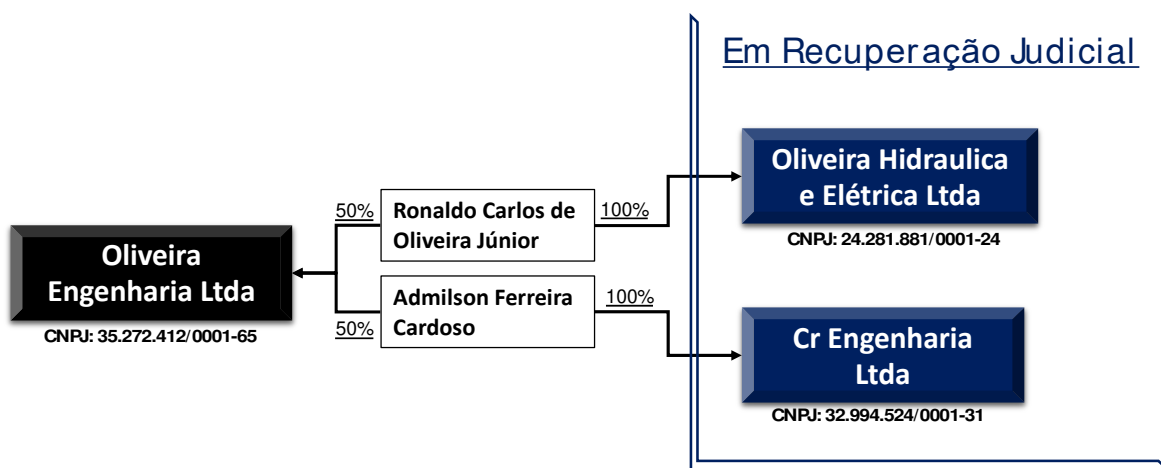 Em Recuperação Judicial
Oliveira Hidraulica
e Elétrica Ltda
CNPJ: 24.281.881/0001-24
50%
Ronaldo Carlos de
Oliveira Júnior
100%
Oliveira
Engenharia Ltda
CNPJ: 35.272.412/0001-65
50%
Admilson Ferreira
Cardoso
100%
Cr Engenharia
Ltda
CNPJ: 32.994.524/0001-31